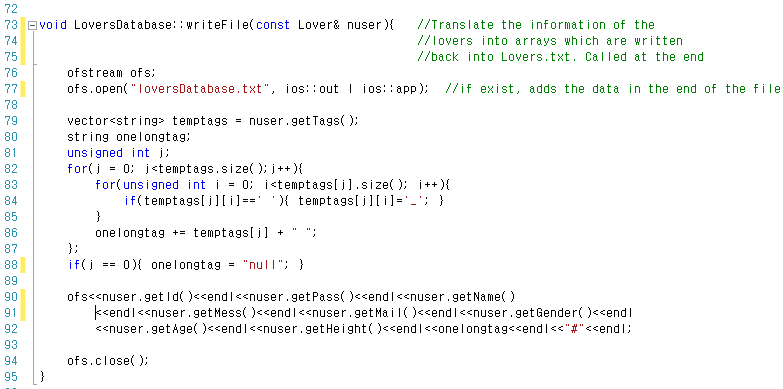 72
73 void LoversDatabase::writeFile(const Lover& nuser){ //Translate the information of the
74 //lovers into arrays which are written
75 //back into Lovers.txt. Called at the end
76 ofstream ofs;
77 ofs.open("loversDatabase.txt", ios::out | ios::app); //if exist, adds the data in the end of the file
78
79 vector<string> temptags = nuser.getTags();
80 string onelongtag;
81 unsigned int j;
82 for(j = 0; j<temptags.size();j++){
83 for(unsigned int i = 0; i<temptags[j].size(); i++){
84 if(temptags[j][i]==' '){ temptags[j][i]='_'; }
85 }
86 onelongtag += temptags[j] + " ";
87 };
88 if(j == 0){ onelongtag = "null"; }
89
90 ofs<<nuser.getId()<<endl<<nuser.getPass()<<endl<<nuser.getName()
91 <<endl<<nuser.getMess()<<endl<<nuser.getMail()<<endl<<nuser.getGender()<<endl
92 <<nuser.getAge()<<endl<<nuser.getHeight()<<endl<<onelongtag<<endl<<"#"<<endl;
93
94 ofs.close();
95 }